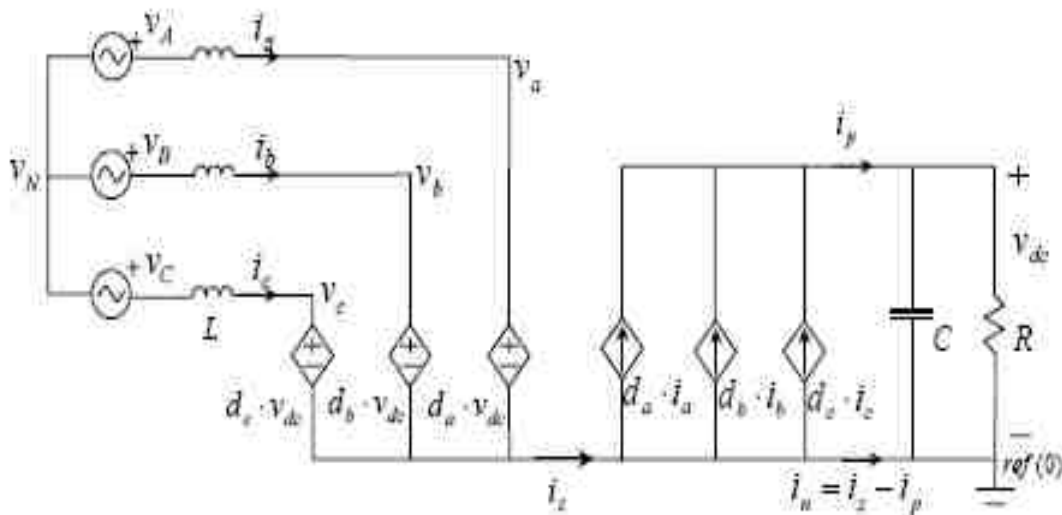 v_A
i_a
v_a
v_B
i_b
v_b
v_N
v_C
i_c
v_c
L
d_c · v_dc
d_b · v_dc
d_a · v_dc
i_z
i_p
+
v_dc
C
R
d_a · i_a
d_b · i_b
d_c · i_c
−
ref (0)
i_n = i_z − i_p